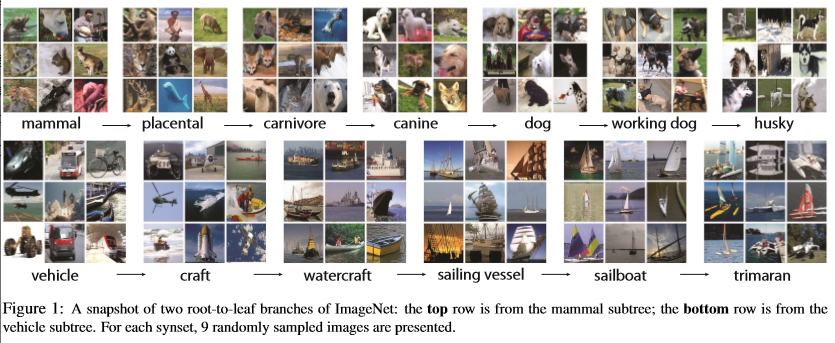 mammal placental carnivore canine dog working dog husky
vehicle craft watercraft sailing vessel sailboat trimaran
Figure 1: A snapshot of two root-to-leaf branches of ImageNet: the top row is from the mammal subtree; the bottom row is from the
vehicle subtree. For each synset, 9 randomly sampled images are presented.